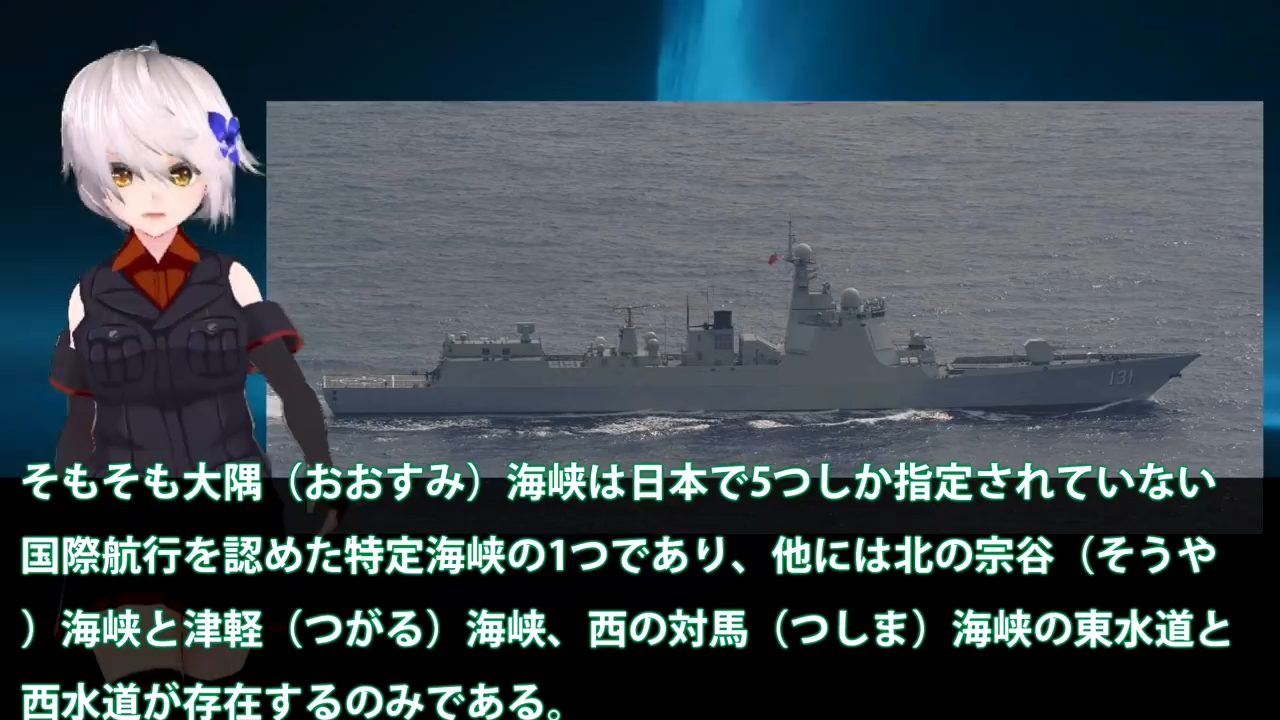 131
そもそも大隅（おおすみ）海峡は日本で5つしか指定されていない
国際航行を認めた特定海峡の1つであり、他には北の宗谷（そうや
）海峡と津軽（つがる）海峡、西の対馬（つしま）海峡の東水道と
西水道が存在するのみである。